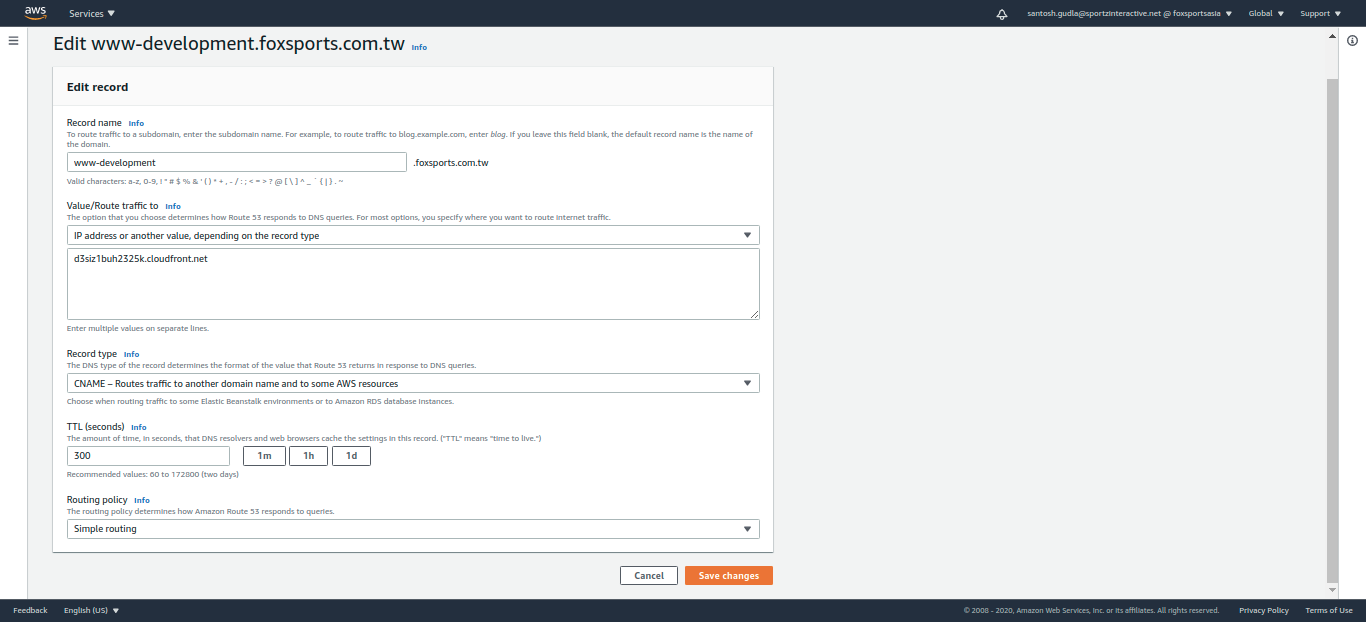 aws
Services
santosh.gudla@sportzinteractive.net @ foxsportsasia
Global
Support
Edit www-development.foxsports.com.tw Info
Edit record
Record name Info
To route traffic to a subdomain, enter the subdomain name. For example, to route traffic to blog.example.com, enter blog. If you leave this field blank, the default record name is the name of
the domain.
www-development .foxsports.com.tw
Valid characters: a-z, 0-9, ! " # $ % & ' ( ) * + , - / : ; < = > ? @ [ \ ] ^ _ ` { | } . ~
Value/Route traffic to Info
The option that you choose determines how Route 53 responds to DNS queries. For most options, you specify where you want to route internet traffic.
IP address or another value, depending on the record type
d3siz1buh2325k.cloudfront.net
Enter multiple values on separate lines.
Record type Info
The DNS type of the record determines the format of the value that Route 53 returns in response to DNS queries.
CNAME – Routes traffic to another domain name and to some AWS resources
Choose when routing traffic to some Elastic Beanstalk environments or to Amazon RDS database instances.
TTL (seconds) Info
The amount of time, in seconds, that DNS resolvers and web browsers cache the settings in this record. ("TTL" means "time to live.")
300 1m 1h 1d
Recommended values: 60 to 172800 (two days)
Routing policy Info
The routing policy determines how Amazon Route 53 responds to queries.
Simple routing
Cancel Save changes
Feedback English (US) © 2008 - 2020, Amazon Web Services, Inc. or its affiliates. All rights reserved. Privacy Policy Terms of Use